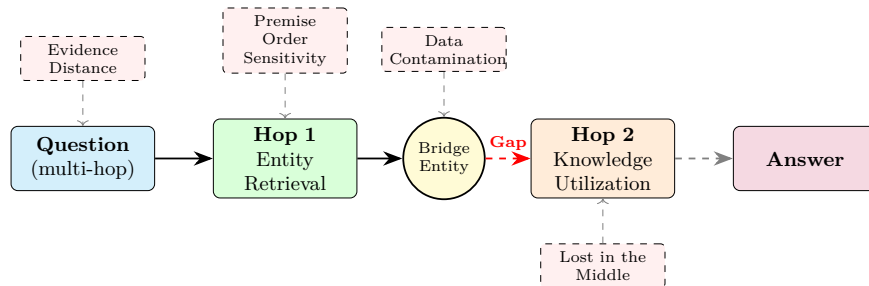 Evidence
Distance
Premise
Order
Sensitivity
Data
Contamination
Question
(multi-hop)
Hop 1
Entity
Retrieval
Bridge
Entity
Gap
Hop 2
Knowledge
Utilization
Answer
Lost in the
Middle